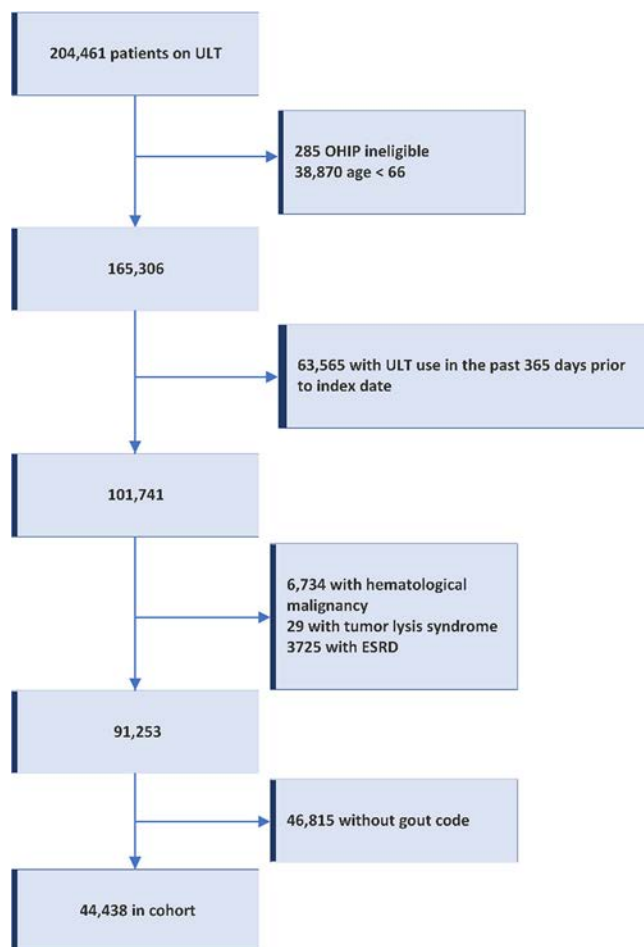 204,461 patients on ULT
285 OHIP ineligible
38,870 age < 66
165,306
63,565 with ULT use in the past 365 days prior
to index date
101,741
6,734 with hematological
malignancy
29 with tumor lysis syndrome
3725 with ESRD
91,253
46,815 without gout code
44,438 in cohort